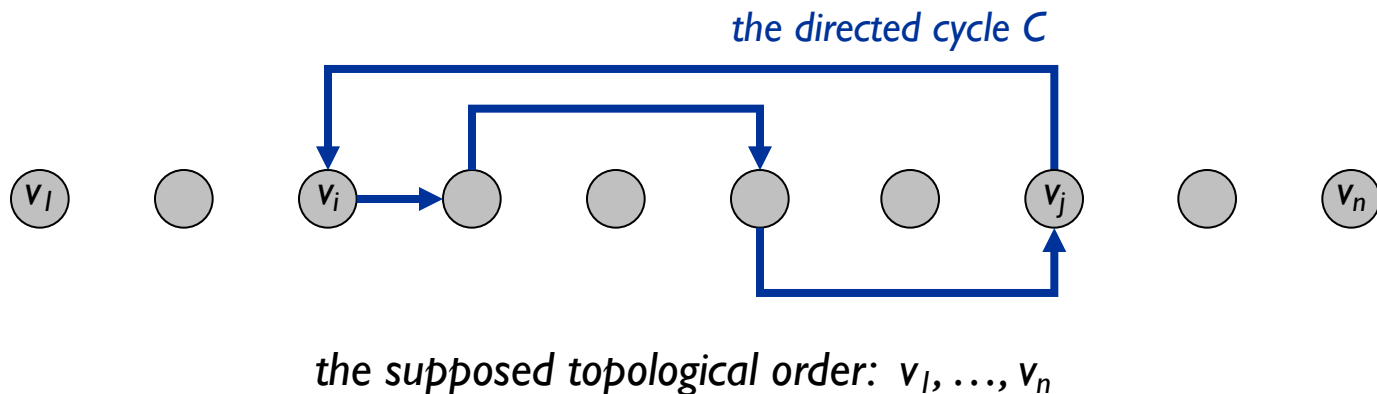 the directed cycle C
v1 vi vj vn
the supposed topological order: v1, …, vn